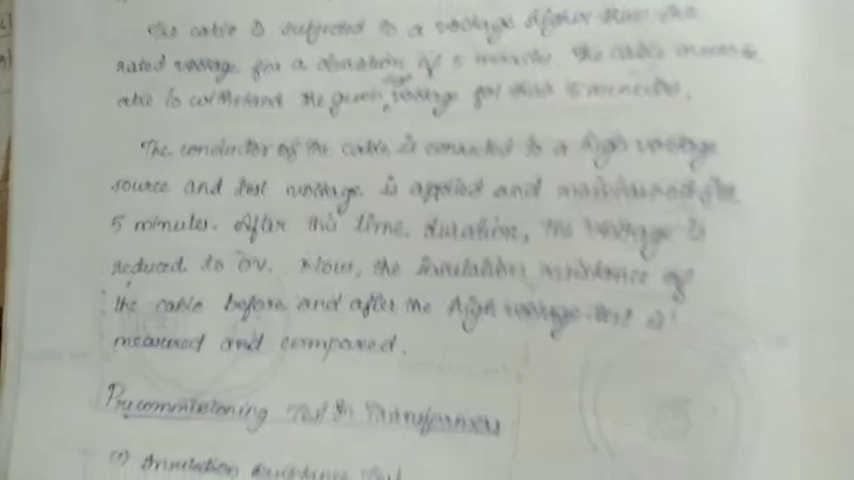 The cable is subjected to a voltage higher than the
rated voltage for a duration of 5 minutes. The cable
able to withstand the given voltage for 5 minutes.
The conductor of the cable is connected to a high voltage
source and test voltage is applied and maintained for
5 minutes. After this time duration, the voltage is
reduced to 0V. Now, the insulation resistance of
the cable before and after the high voltage test is
measured and compared.
Precommissioning Test on Transformers
(1) Insulation resistance Test